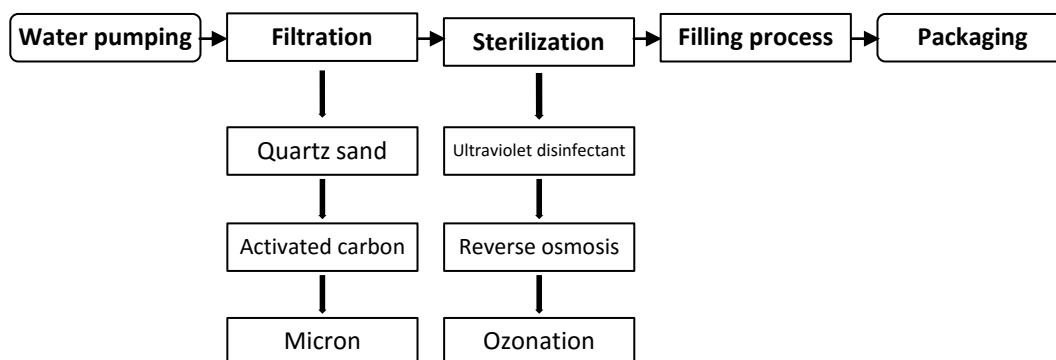 Water pumping
Filtration
Sterilization
Filling process
Packaging
Quartz sand
Ultraviolet disinfectant
Activated carbon
Reverse osmosis
Micron
Ozonation